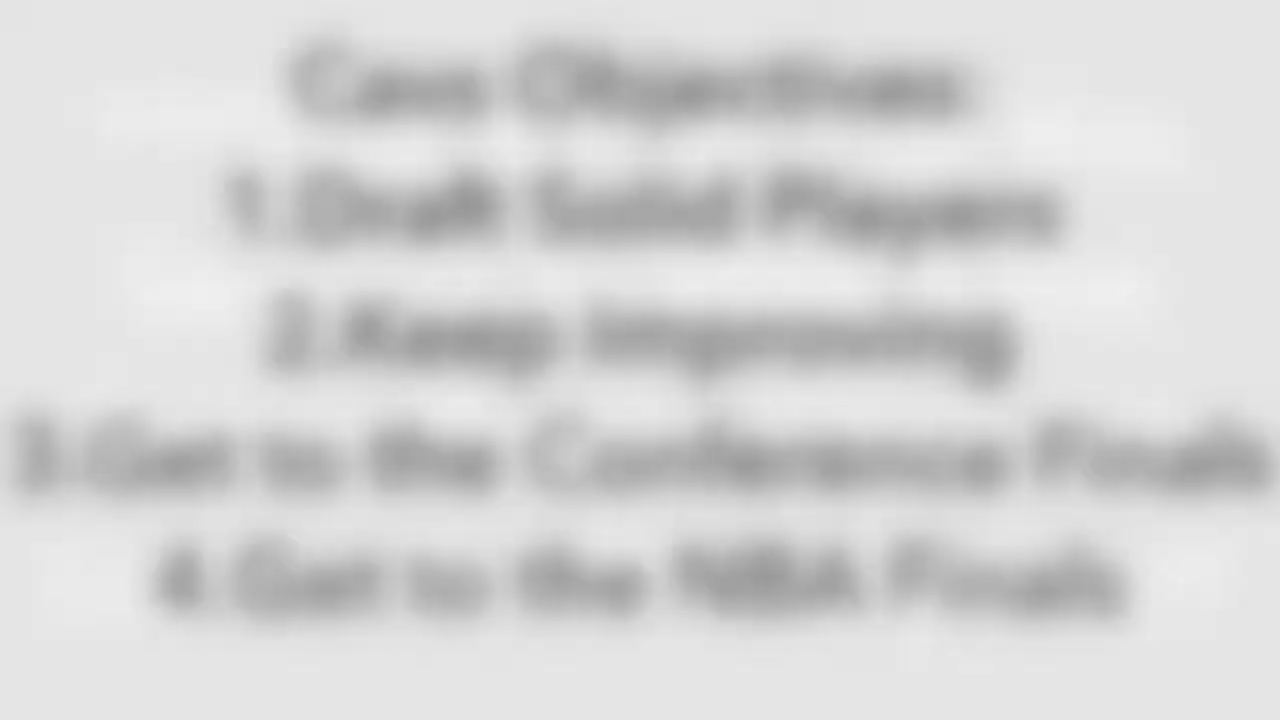 Cavs Objectives:
1.Draft Solid Players
2.Keep Improving
3.Get to the Conference Finals
4.Get to the NBA Finals